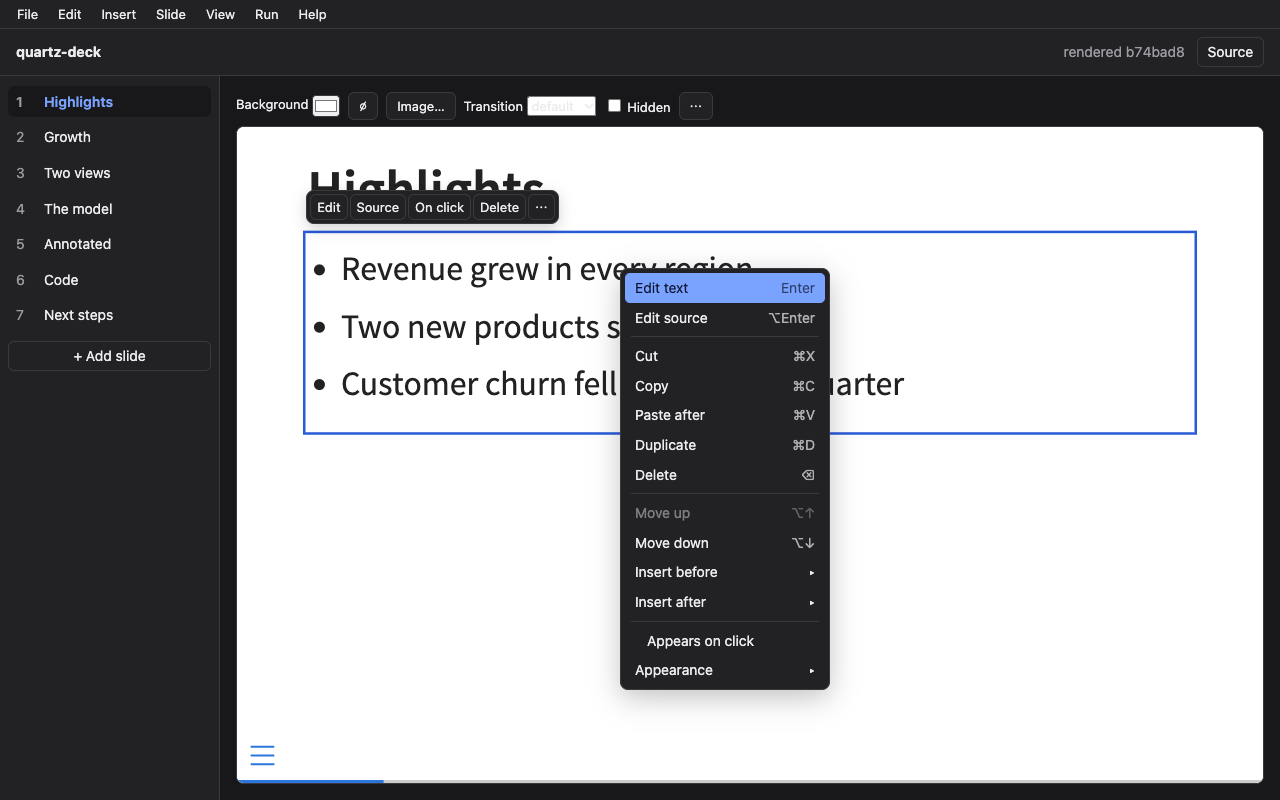 File Edit Insert Slide View Run Help
quartz-deck
rendered b74bad8 Source
1 Highlights
2 Growth
3 Two views
4 The model
5 Annotated
6 Code
7 Next steps
+ Add slide
Background ∅ Image... Transition default Hidden ···
Highlights
Edit Source On click Delete ···
• Revenue grew in every region
• Two new products s
• Customer churn fell uarter
Edit text Enter
Edit source ⌥Enter
Cut ⌘X
Copy ⌘C
Paste after ⌘V
Duplicate ⌘D
Delete ⌫
Move up ⌥↑
Move down ⌥↓
Insert before ▸
Insert after ▸
Appears on click
Appearance ▸